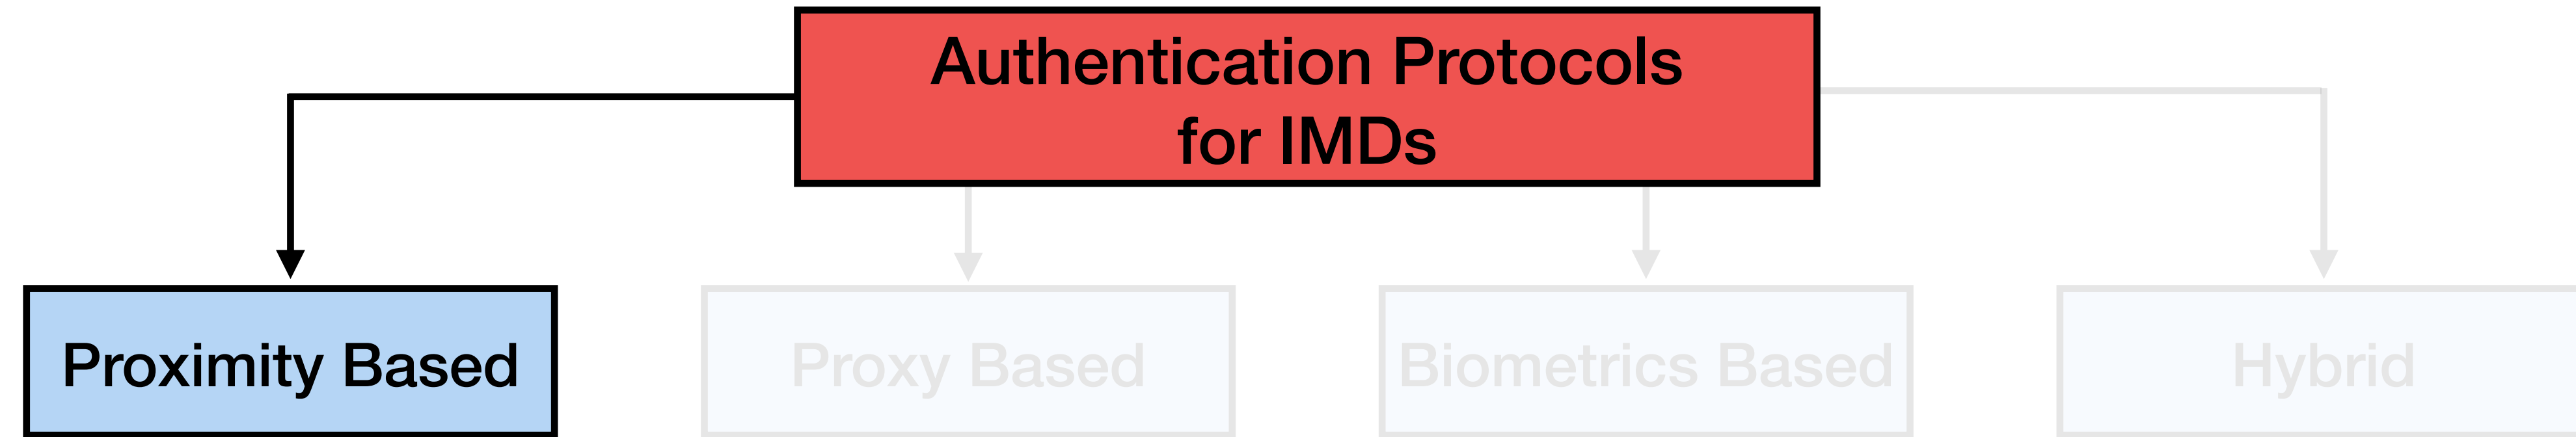 Authentication Protocols
for IMDs
Proximity Based
Proxy Based
Biometrics Based
Hybrid